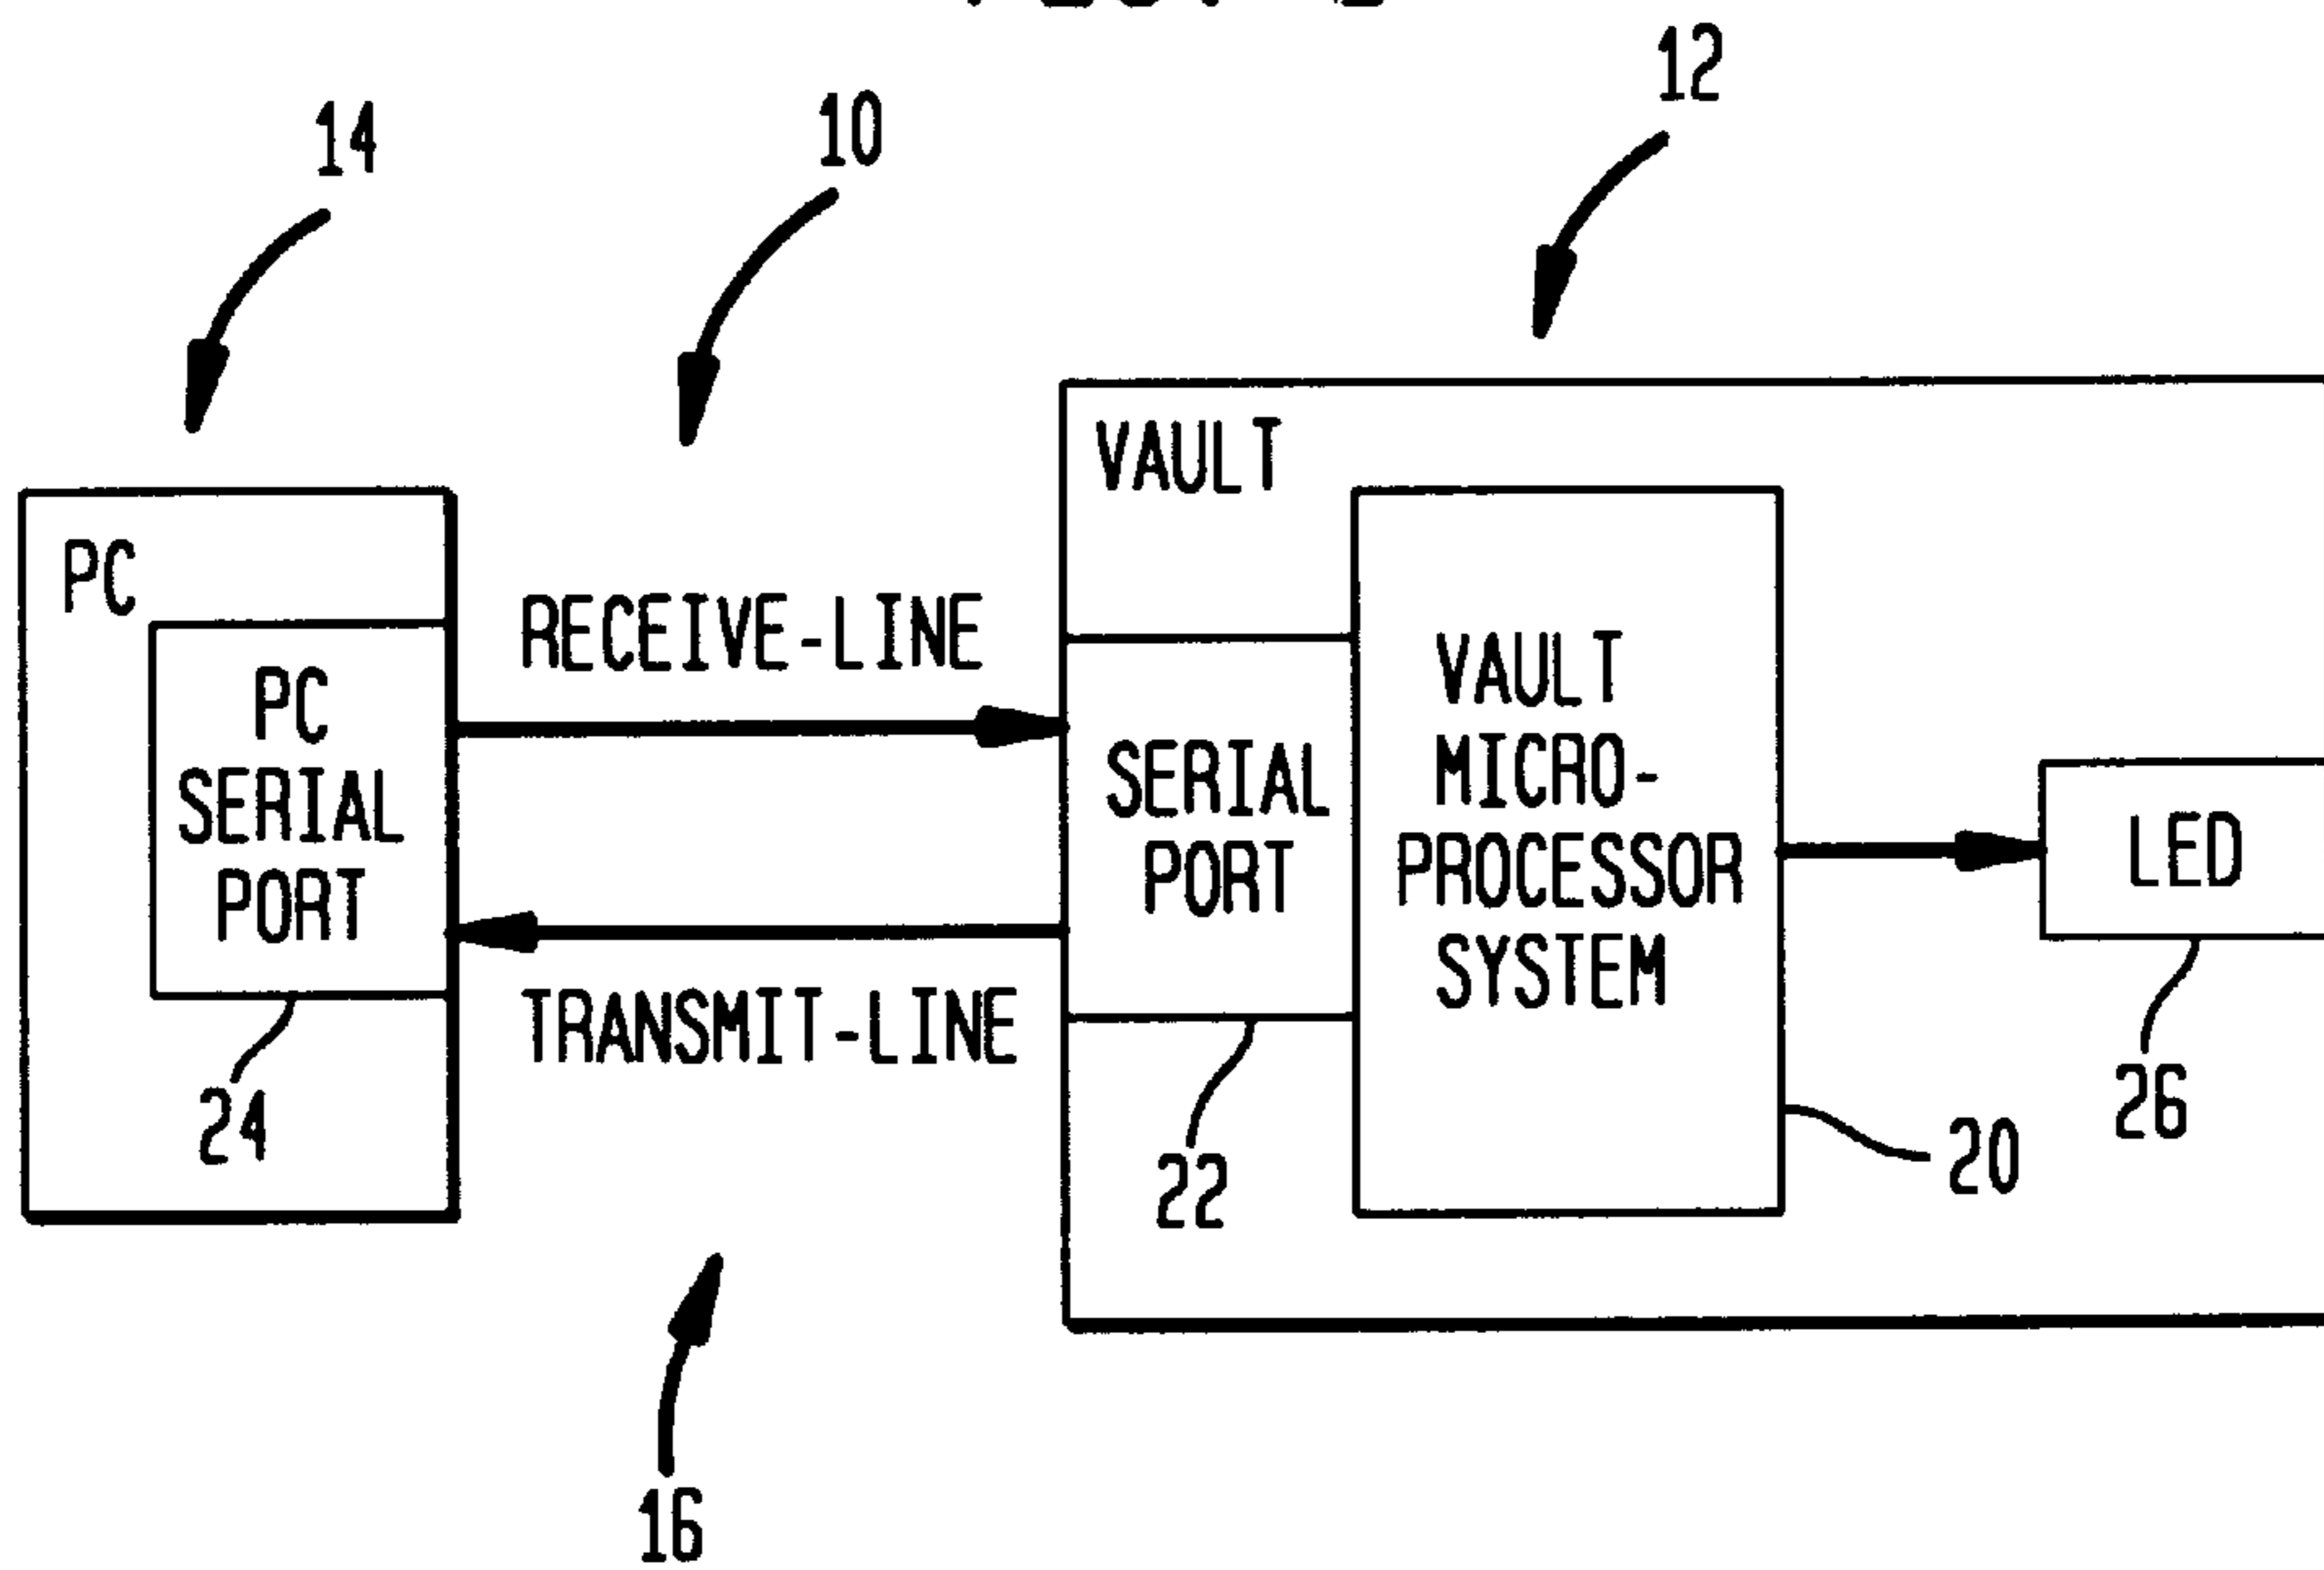 12
10
14
VAULT
PC
RECEIVE-LINE
PC
SERIAL
PORT
VAULT
MICRO-
PROCESSOR
SYSTEM
SERIAL
PORT
LED
TRANSMIT-LINE
24
22
20
26
16